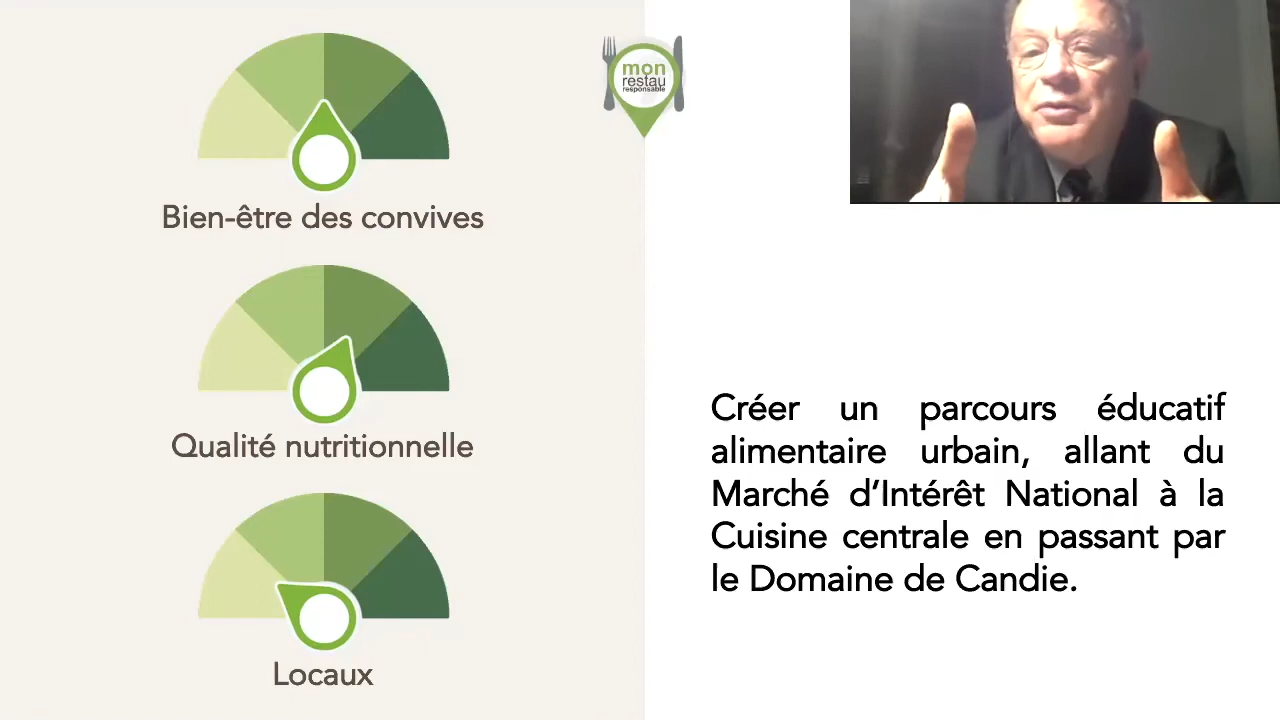 Bien-être des convives
Qualité nutritionnelle
Locaux
mon
restau
responsable
Créer un parcours éducatif
alimentaire urbain, allant du
Marché d’Intérêt National à la
Cuisine centrale en passant par
le Domaine de Candie.